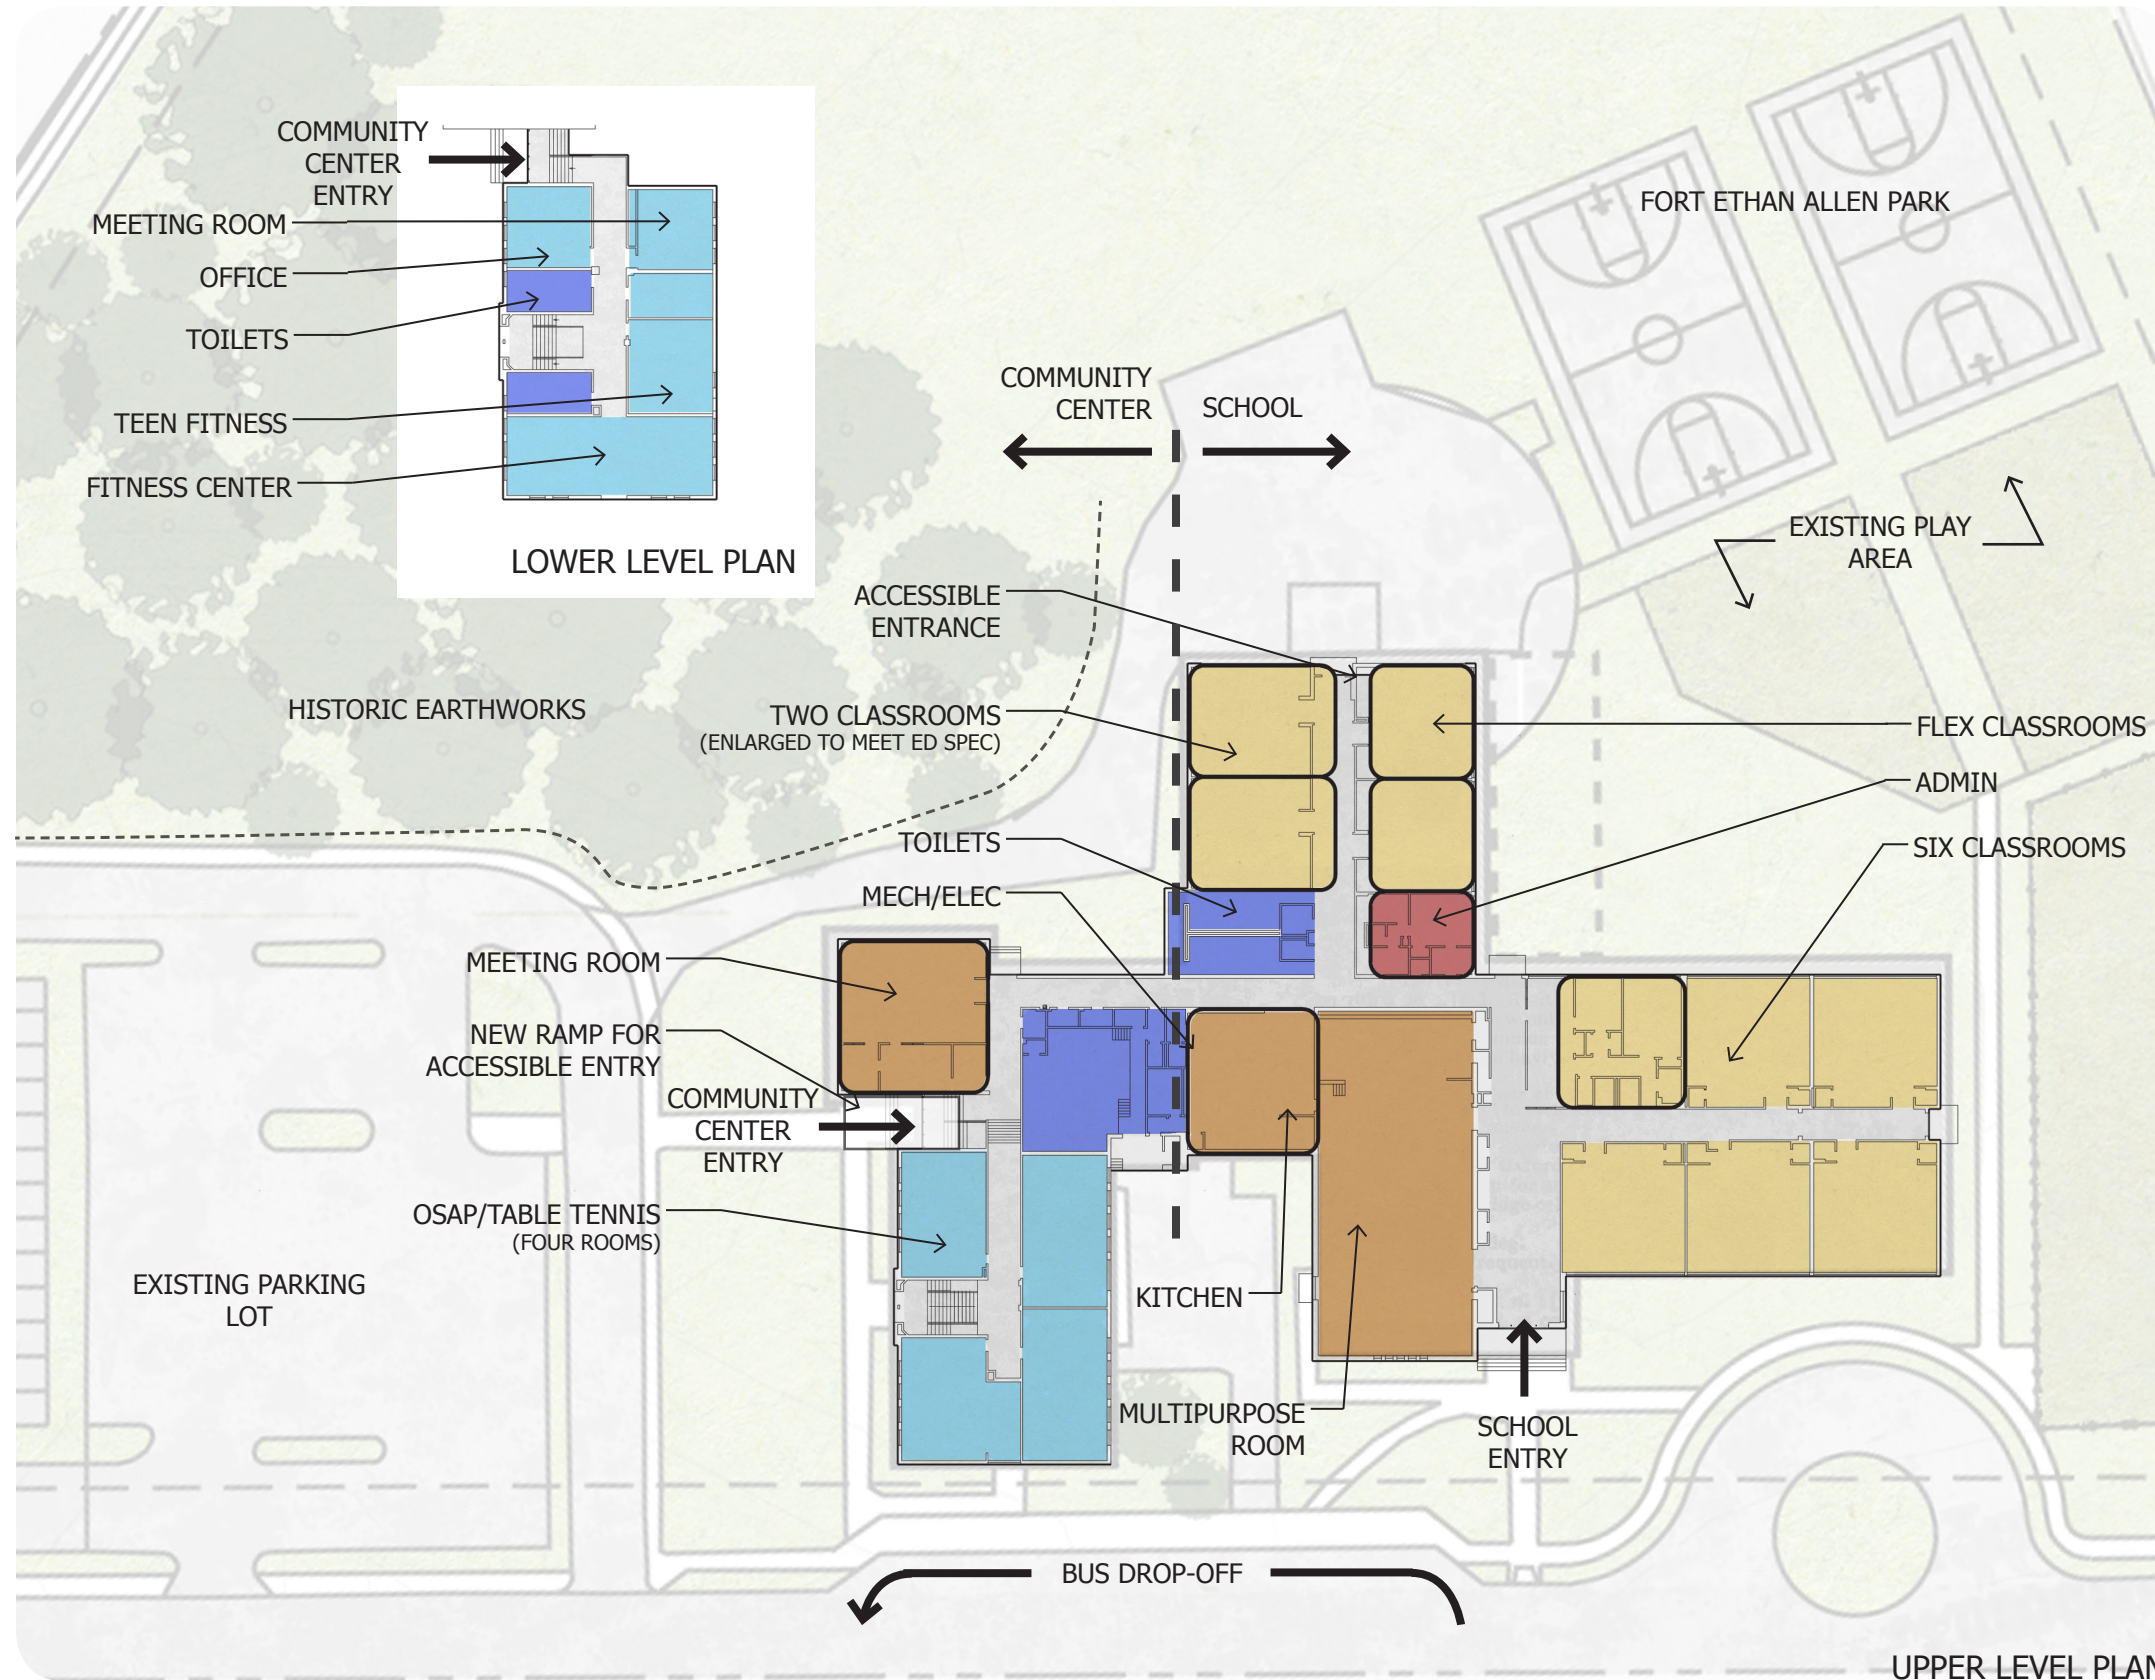 COMMUNITY
CENTER
ENTRY
MEETING ROOM
OFFICE
TOILETS
TEEN FITNESS
FITNESS CENTER
LOWER LEVEL PLAN
FORT ETHAN ALLEN PARK
COMMUNITY
CENTER
SCHOOL
EXISTING PLAY
AREA
ACCESSIBLE
ENTRANCE
HISTORIC EARTHWORKS
TWO CLASSROOMS
(ENLARGED TO MEET ED SPEC)
FLEX CLASSROOMS
ADMIN
TOILETS
SIX CLASSROOMS
MECH/ELEC
MEETING ROOM
NEW RAMP FOR
ACCESSIBLE ENTRY
COMMUNITY
CENTER
ENTRY
OSAP/TABLE TENNIS
(FOUR ROOMS)
EXISTING PARKING
LOT
KITCHEN
MULTIPURPOSE
ROOM
SCHOOL
ENTRY
BUS DROP-OFF
UPPER LEVEL PLAN